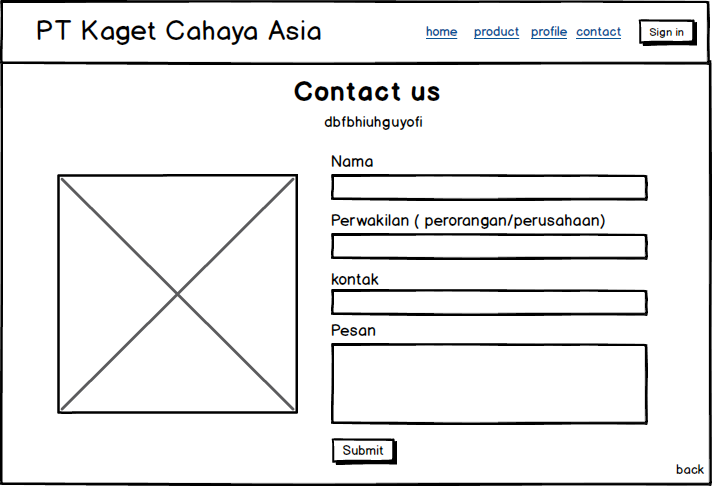 PT Kaget Cahaya Asia
home product profile contact Sign in
Contact us
dbfbhiuhguyofi
Nama
Perwakilan ( perorangan/perusahaan)
kontak
Pesan
Submit
back